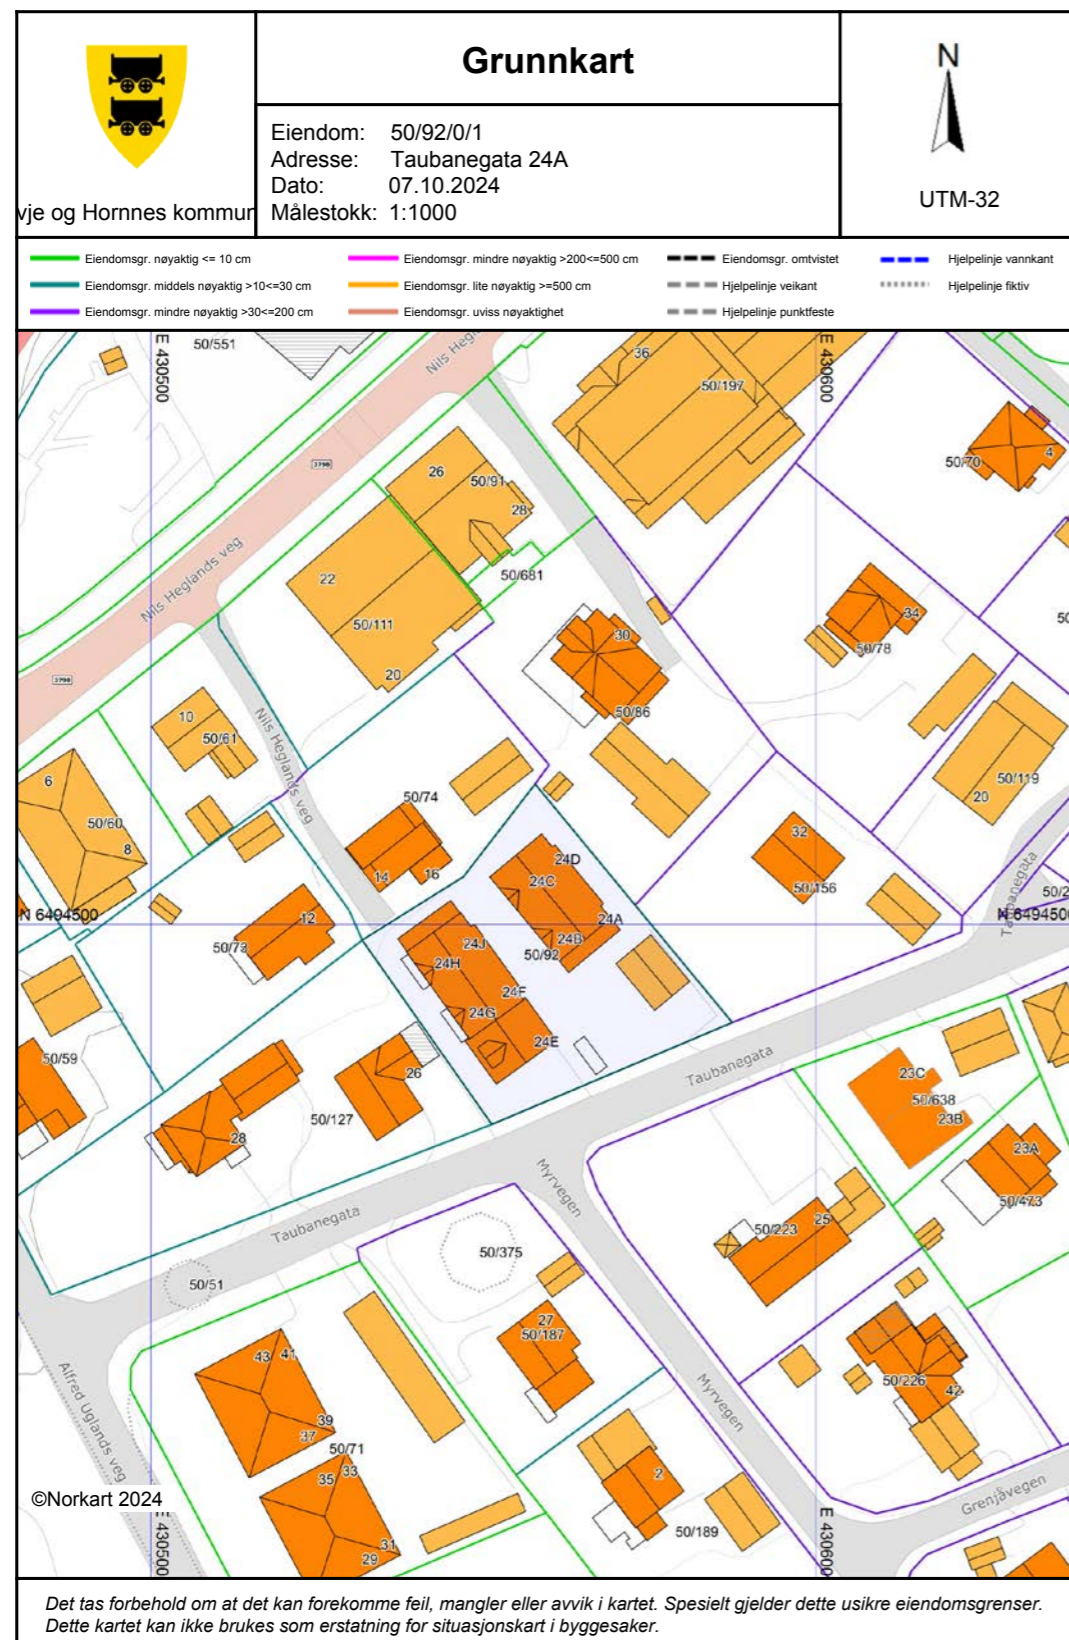 Grunnkart
N
UTM-32
vje og Hornnes kommun
Eiendom: 50/92/0/1
Adresse: Taubanegata 24A
Dato: 07.10.2024
Målestokk: 1:1000
Eiendomsgr. nøyaktig <= 10 cm
Eiendomsgr. middels nøyaktig >10<=30 cm
Eiendomsgr. mindre nøyaktig >30<=200 cm
Eiendomsgr. mindre nøyaktig >200<=500 cm
Eiendomsgr. lite nøyaktig >=500 cm
Eiendomsgr. uviss nøyaktighet
Eiendomsgr. omtvistet
Hjelpelinje veikant
Hjelpelinje punktfeste
Hjelpelinje vannkant
Hjelpelinje fiktiv
50/551
E 430500
Nils Hegl
36
50/197
E 430600
4
50/70
3798
26
50/91
28
22
Nils Heglands veg
50/681
50/111
30
34
50/78
20
50/86
3798
10
50/61
Nils Heglands veg
6
50/60
8
50/74
14
16
50/119
20
32
50/156
Taubanegata
50/2
24D
24C
24A
24B
50/92
N 6494500
12
50/73
24J
24H
24F
24G
24E
N 6494500
50/59
26
50/127
28
Taubanegata
23C
50/638
23B
23A
50/473
Myrvegen
Taubanegata
50/375
50/223
25
50/51
27
50/187
43
41
39
37
50/71
35
33
31
29
Alfred Uglands veg
50/226
42
Myrvegen
2
50/189
Grenjåvegen
©Norkart 2024
E 430500
E 430600
Det tas forbehold om at det kan forekomme feil, mangler eller avvik i kartet. Spesielt gjelder dette usikre eiendomsgrenser.
Dette kartet kan ikke brukes som erstatning for situasjonskart i byggesaker.